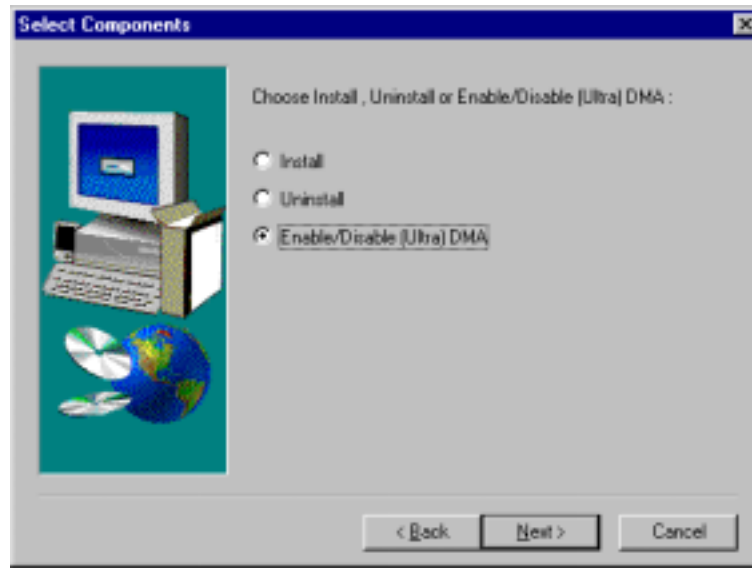 Select Components
Choose Install , Uninstall or Enable/Disable (Ultra) DMA :
Install
Uninstall
Enable/Disable (Ultra) DMA
< Back
Next >
Cancel